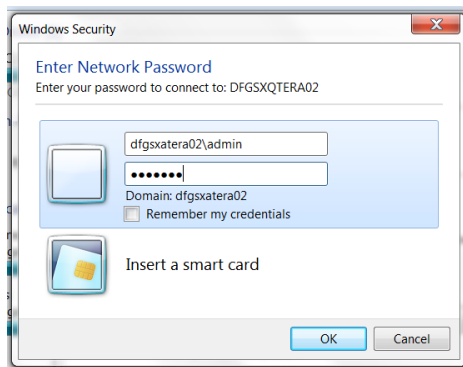 Windows Security
Enter Network Password
Enter your password to connect to: DFGSXQTERA02
dfgsxatera02\admin
●●●●●●●
Domain: dfgsxatera02
Remember my credentials
Insert a smart card
OK
Cancel